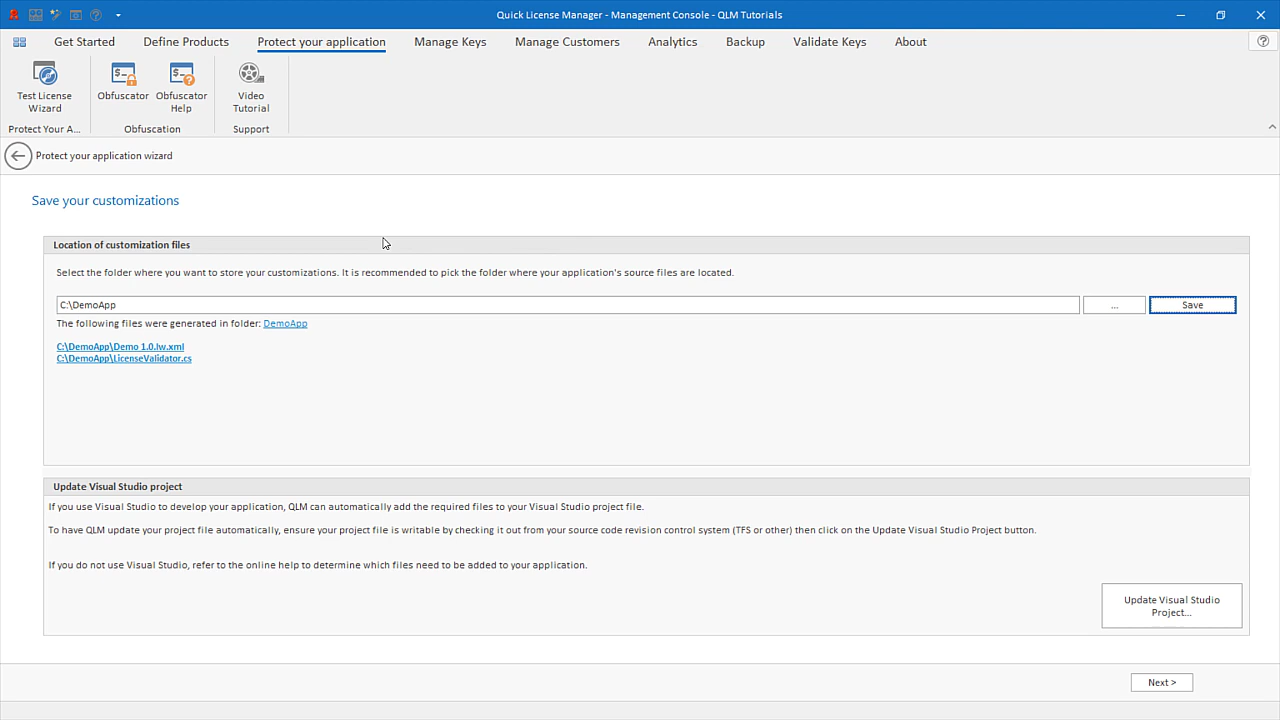 Quick License Manager - Management Console - QLM Tutorials
Get Started
Define Products
Protect your application
Manage Keys
Manage Customers
Analytics
Backup
Validate Keys
About
Test License
Wizard
Obfuscator
Obfuscator
Help
Video
Tutorial
Protect Your A...
Obfuscation
Support
Protect your application wizard
Save your customizations
Location of customization files
Select the folder where you want to store your customizations. It is recommended to pick the folder where your application's source files are located.
C:\DemoApp
...
Save
The following files were generated in folder: DemoApp
C:\DemoApp\Demo 1.0.lw.xml
C:\DemoApp\LicenseValidator.cs
Update Visual Studio project
If you use Visual Studio to develop your application, QLM can automatically add the required files to your Visual Studio project file.
To have QLM update your project file automatically, ensure your project file is writable by checking it out from your source code revision control system (TFS or other) then click on the Update Visual Studio Project button.
If you do not use Visual Studio, refer to the online help to determine which files need to be added to your application.
Update Visual Studio
Project...
Next >